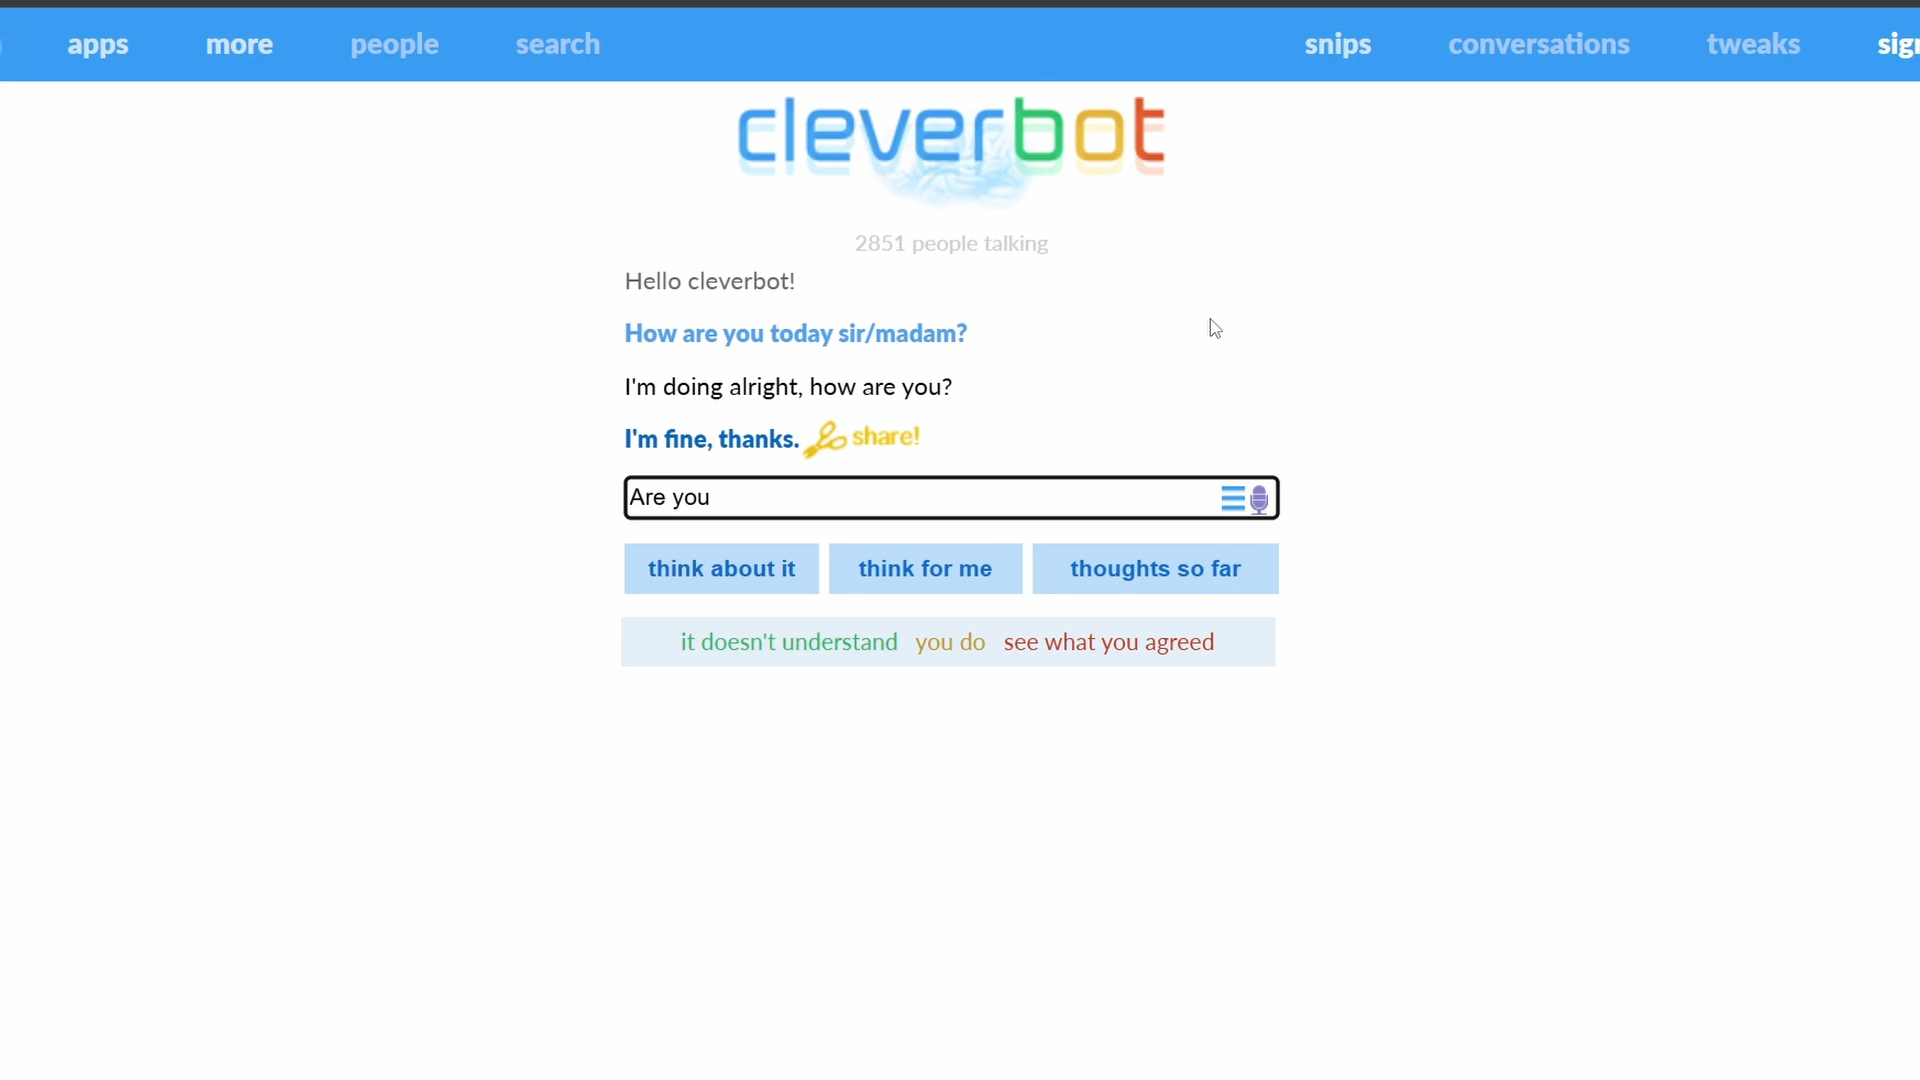 apps more people search snips conversations tweaks
cleverbot
2851 people talking
Hello cleverbot!
How are you today sir/madam?
I'm doing alright, how are you?
I'm fine, thanks. share!
Are you
think about it think for me thoughts so far
it doesn't understand you do see what you agreed